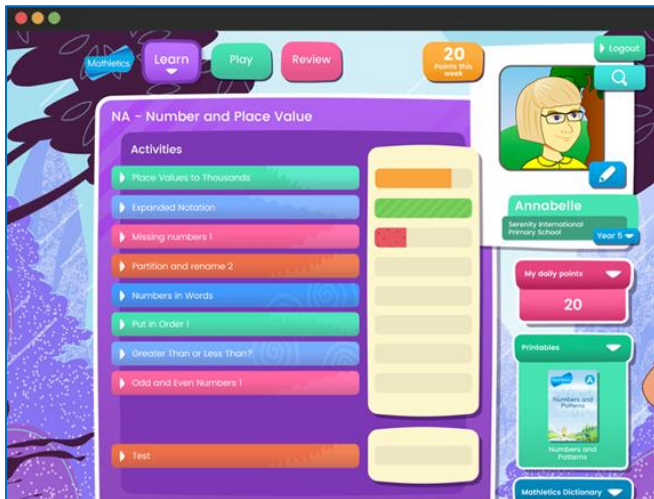 Mathletics
Learn
Play
Review
20
Points this
week
Logout
NA - Number and Place Value
Activities
Place Values to Thousands
Expanded Notation
Missing numbers 1
Partition and rename 2
Numbers in Words
Put in Order 1
Greater Than or Less Than?
Odd and Even Numbers 1
Test
Annabelle
Serenity International
Primary School
Year 5
My daily points
20
Printables
Mathletics
A
Numbers and
Patterns
Numbers and
Patterns
Mathletics Dictionary